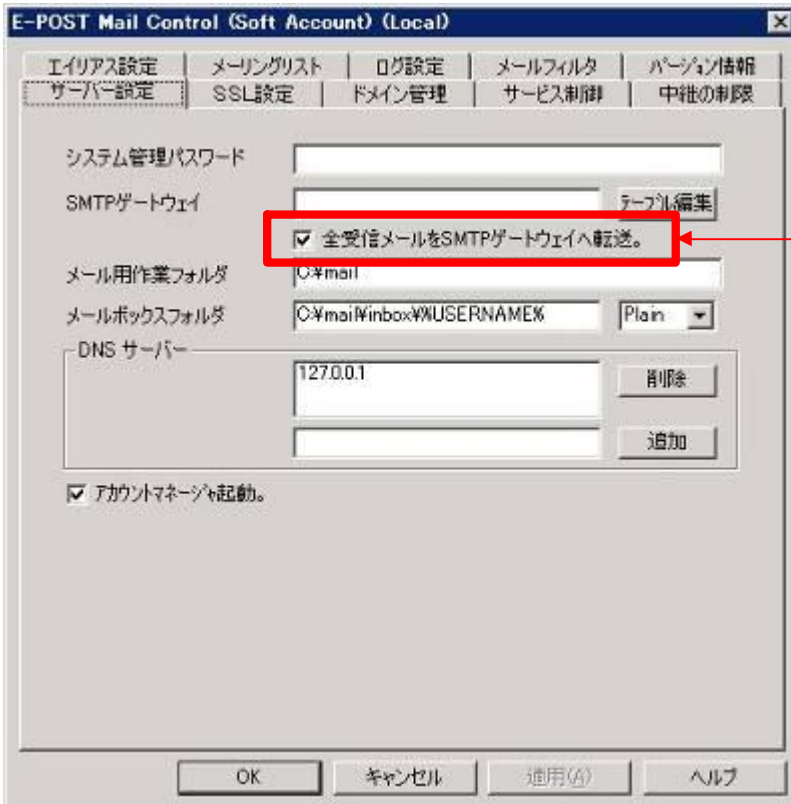 E-POST Mail Control (Soft Account) (Local)
エイリアス設定 メーリングリスト ログ設定 メールフィルタ バージョン情報
サーバー設定 SSL設定 ドメイン管理 サービス制御 中継の制限
システム管理パスワード
SMTPゲートウェイ テーブル編集
全受信メールをSMTPゲートウェイへ転送。
メール用作業フォルダ C:¥mail
メールボックスフォルダ C:¥mail¥inbox¥%USERNAME% Plain
DNS サーバー
127.0.0.1 削除
追加
アカウントマネージャ起動。
OK キャンセル 適用(A) ヘルプ